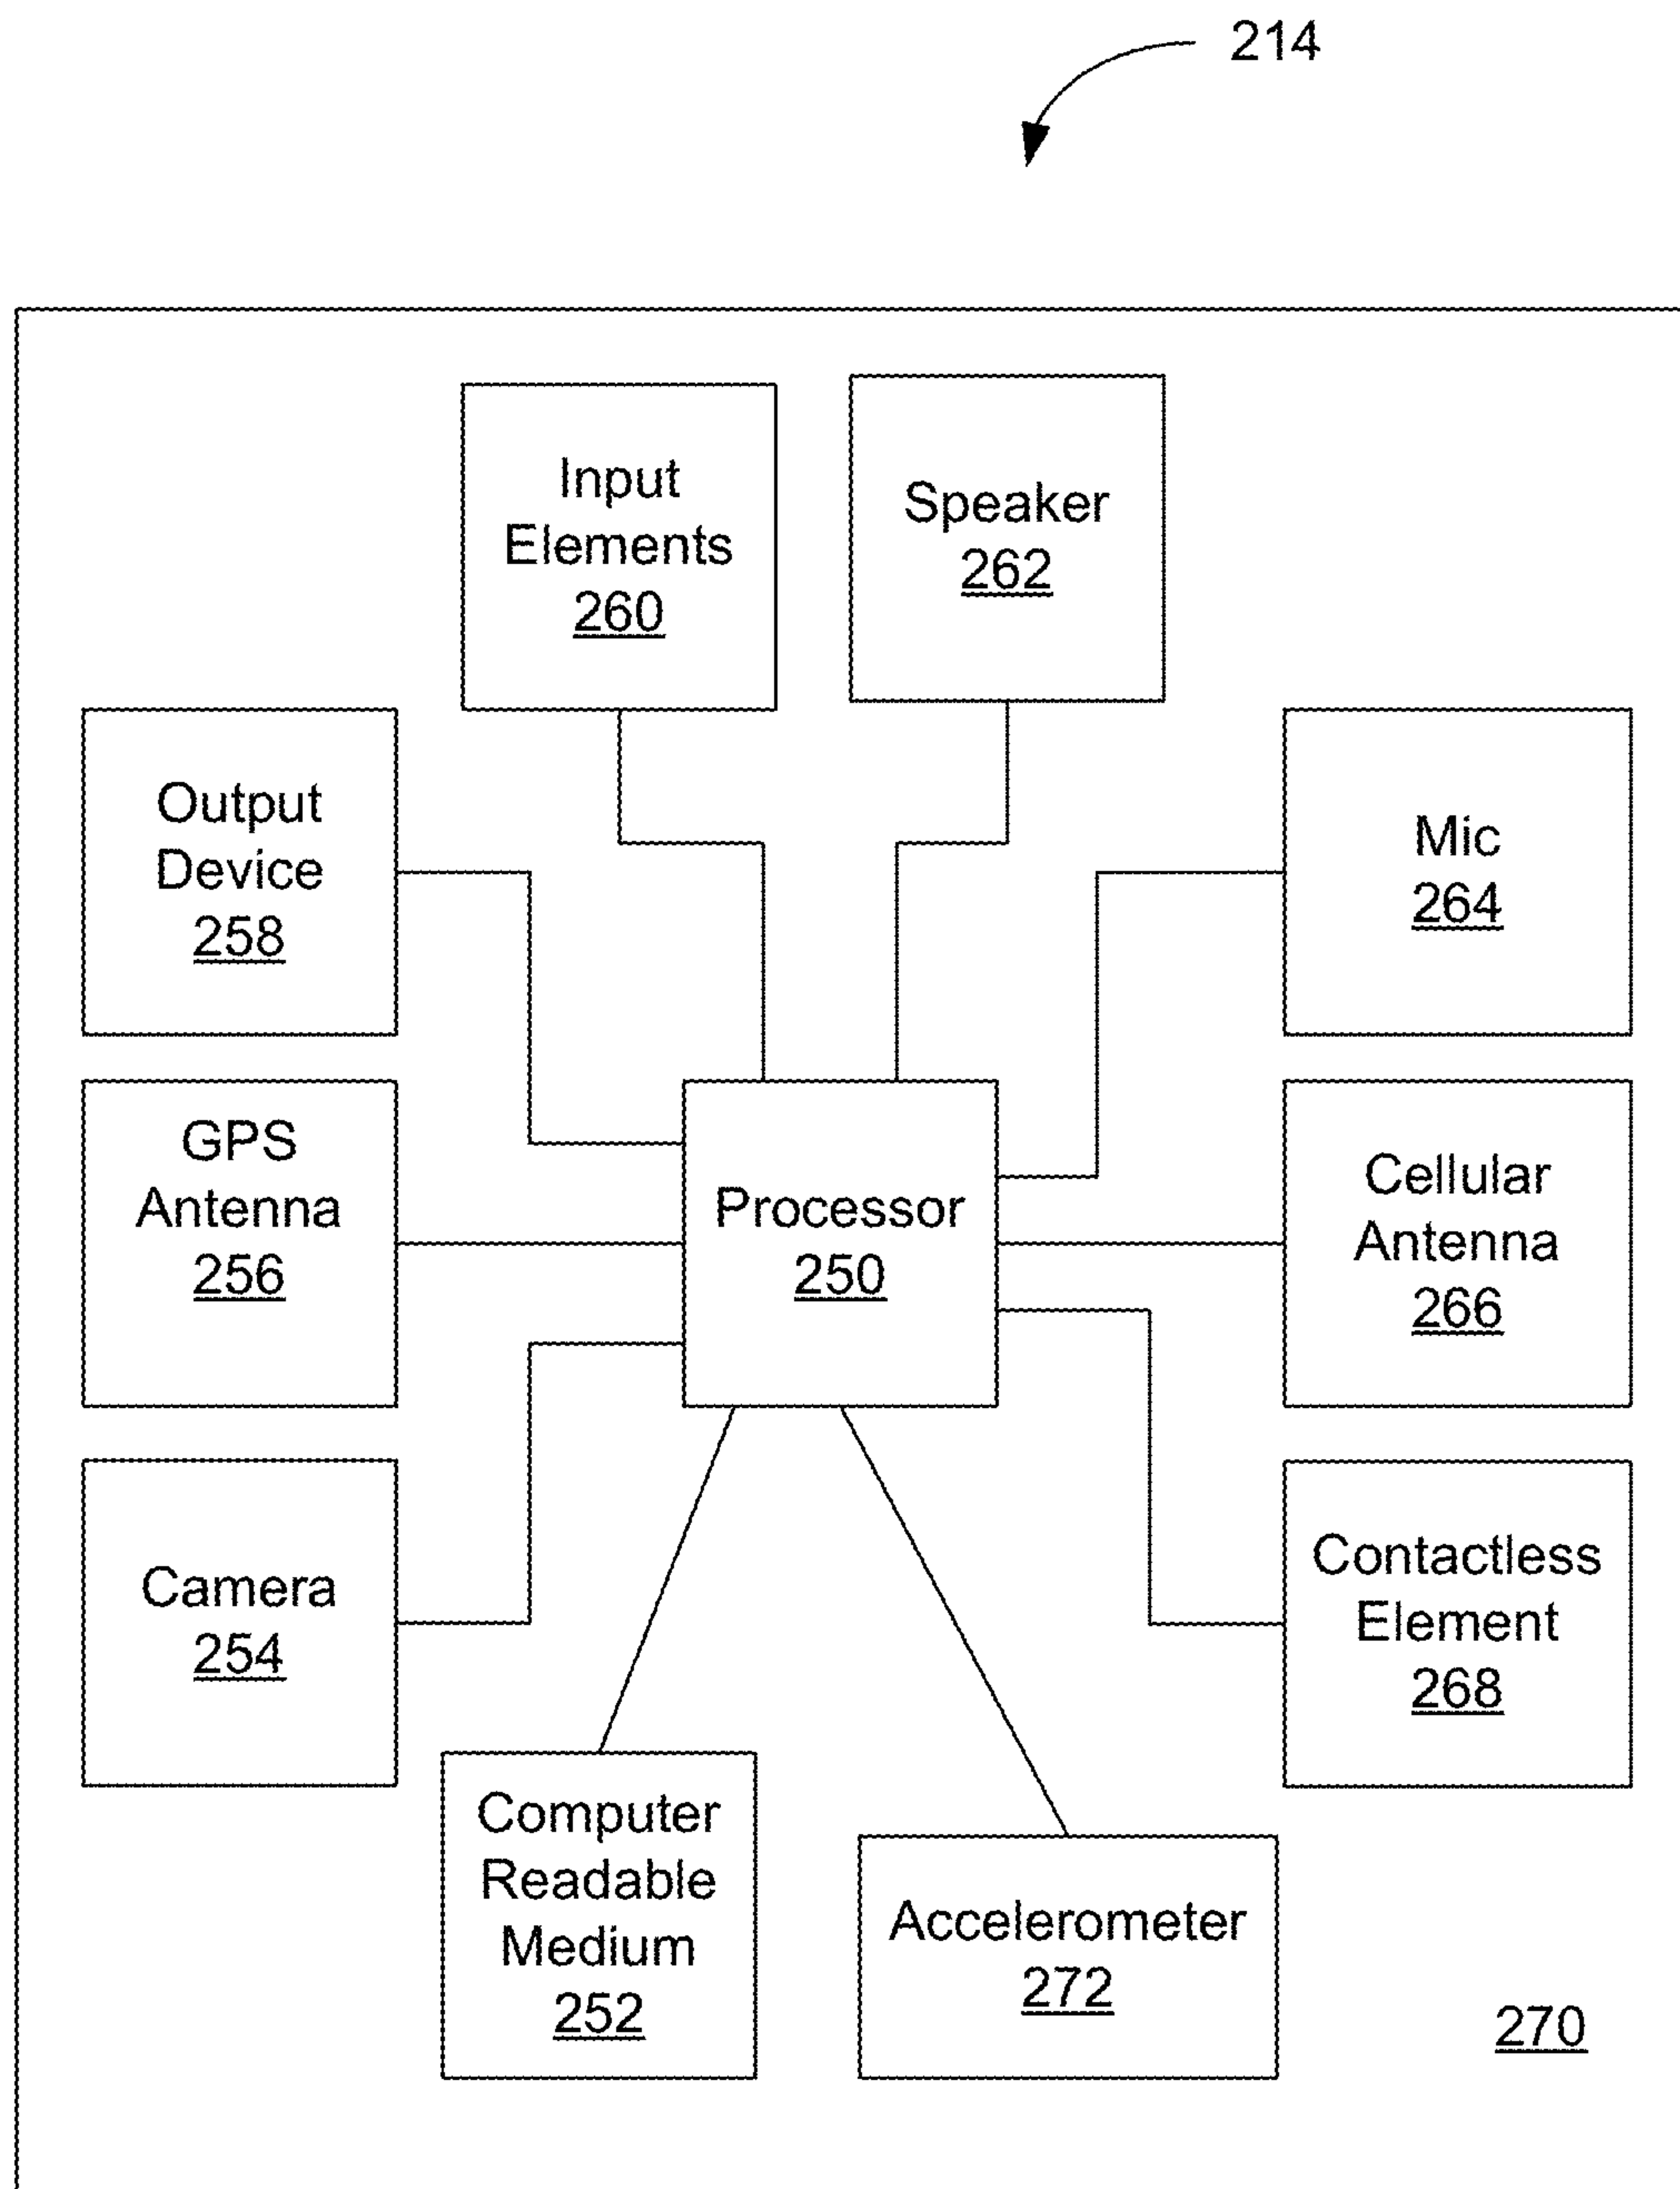 214
Input
Elements
260
Speaker
262
Output
Device
258
Mic
264
GPS
Antenna
256
Processor
250
Cellular
Antenna
266
Camera
254
Contactless
Element
268
Computer
Readable
Medium
252
Accelerometer
272
270